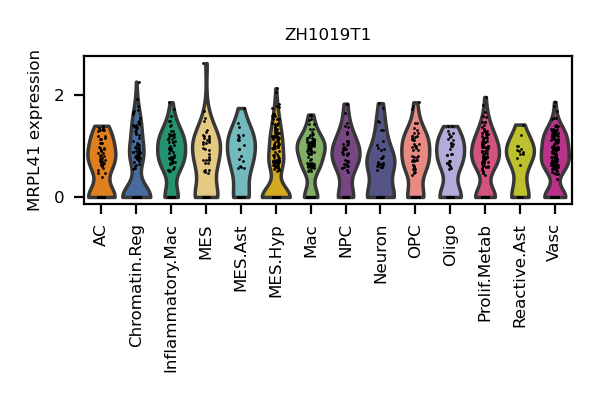 ZH1019T1
MRPL41 expression
2
0
AC
Chromatin.Reg
Inflammatory.Mac
MES
MES.Ast
MES.Hyp
Mac
NPC
Neuron
OPC
Oligo
Prolif.Metab
Reactive.Ast
Vasc